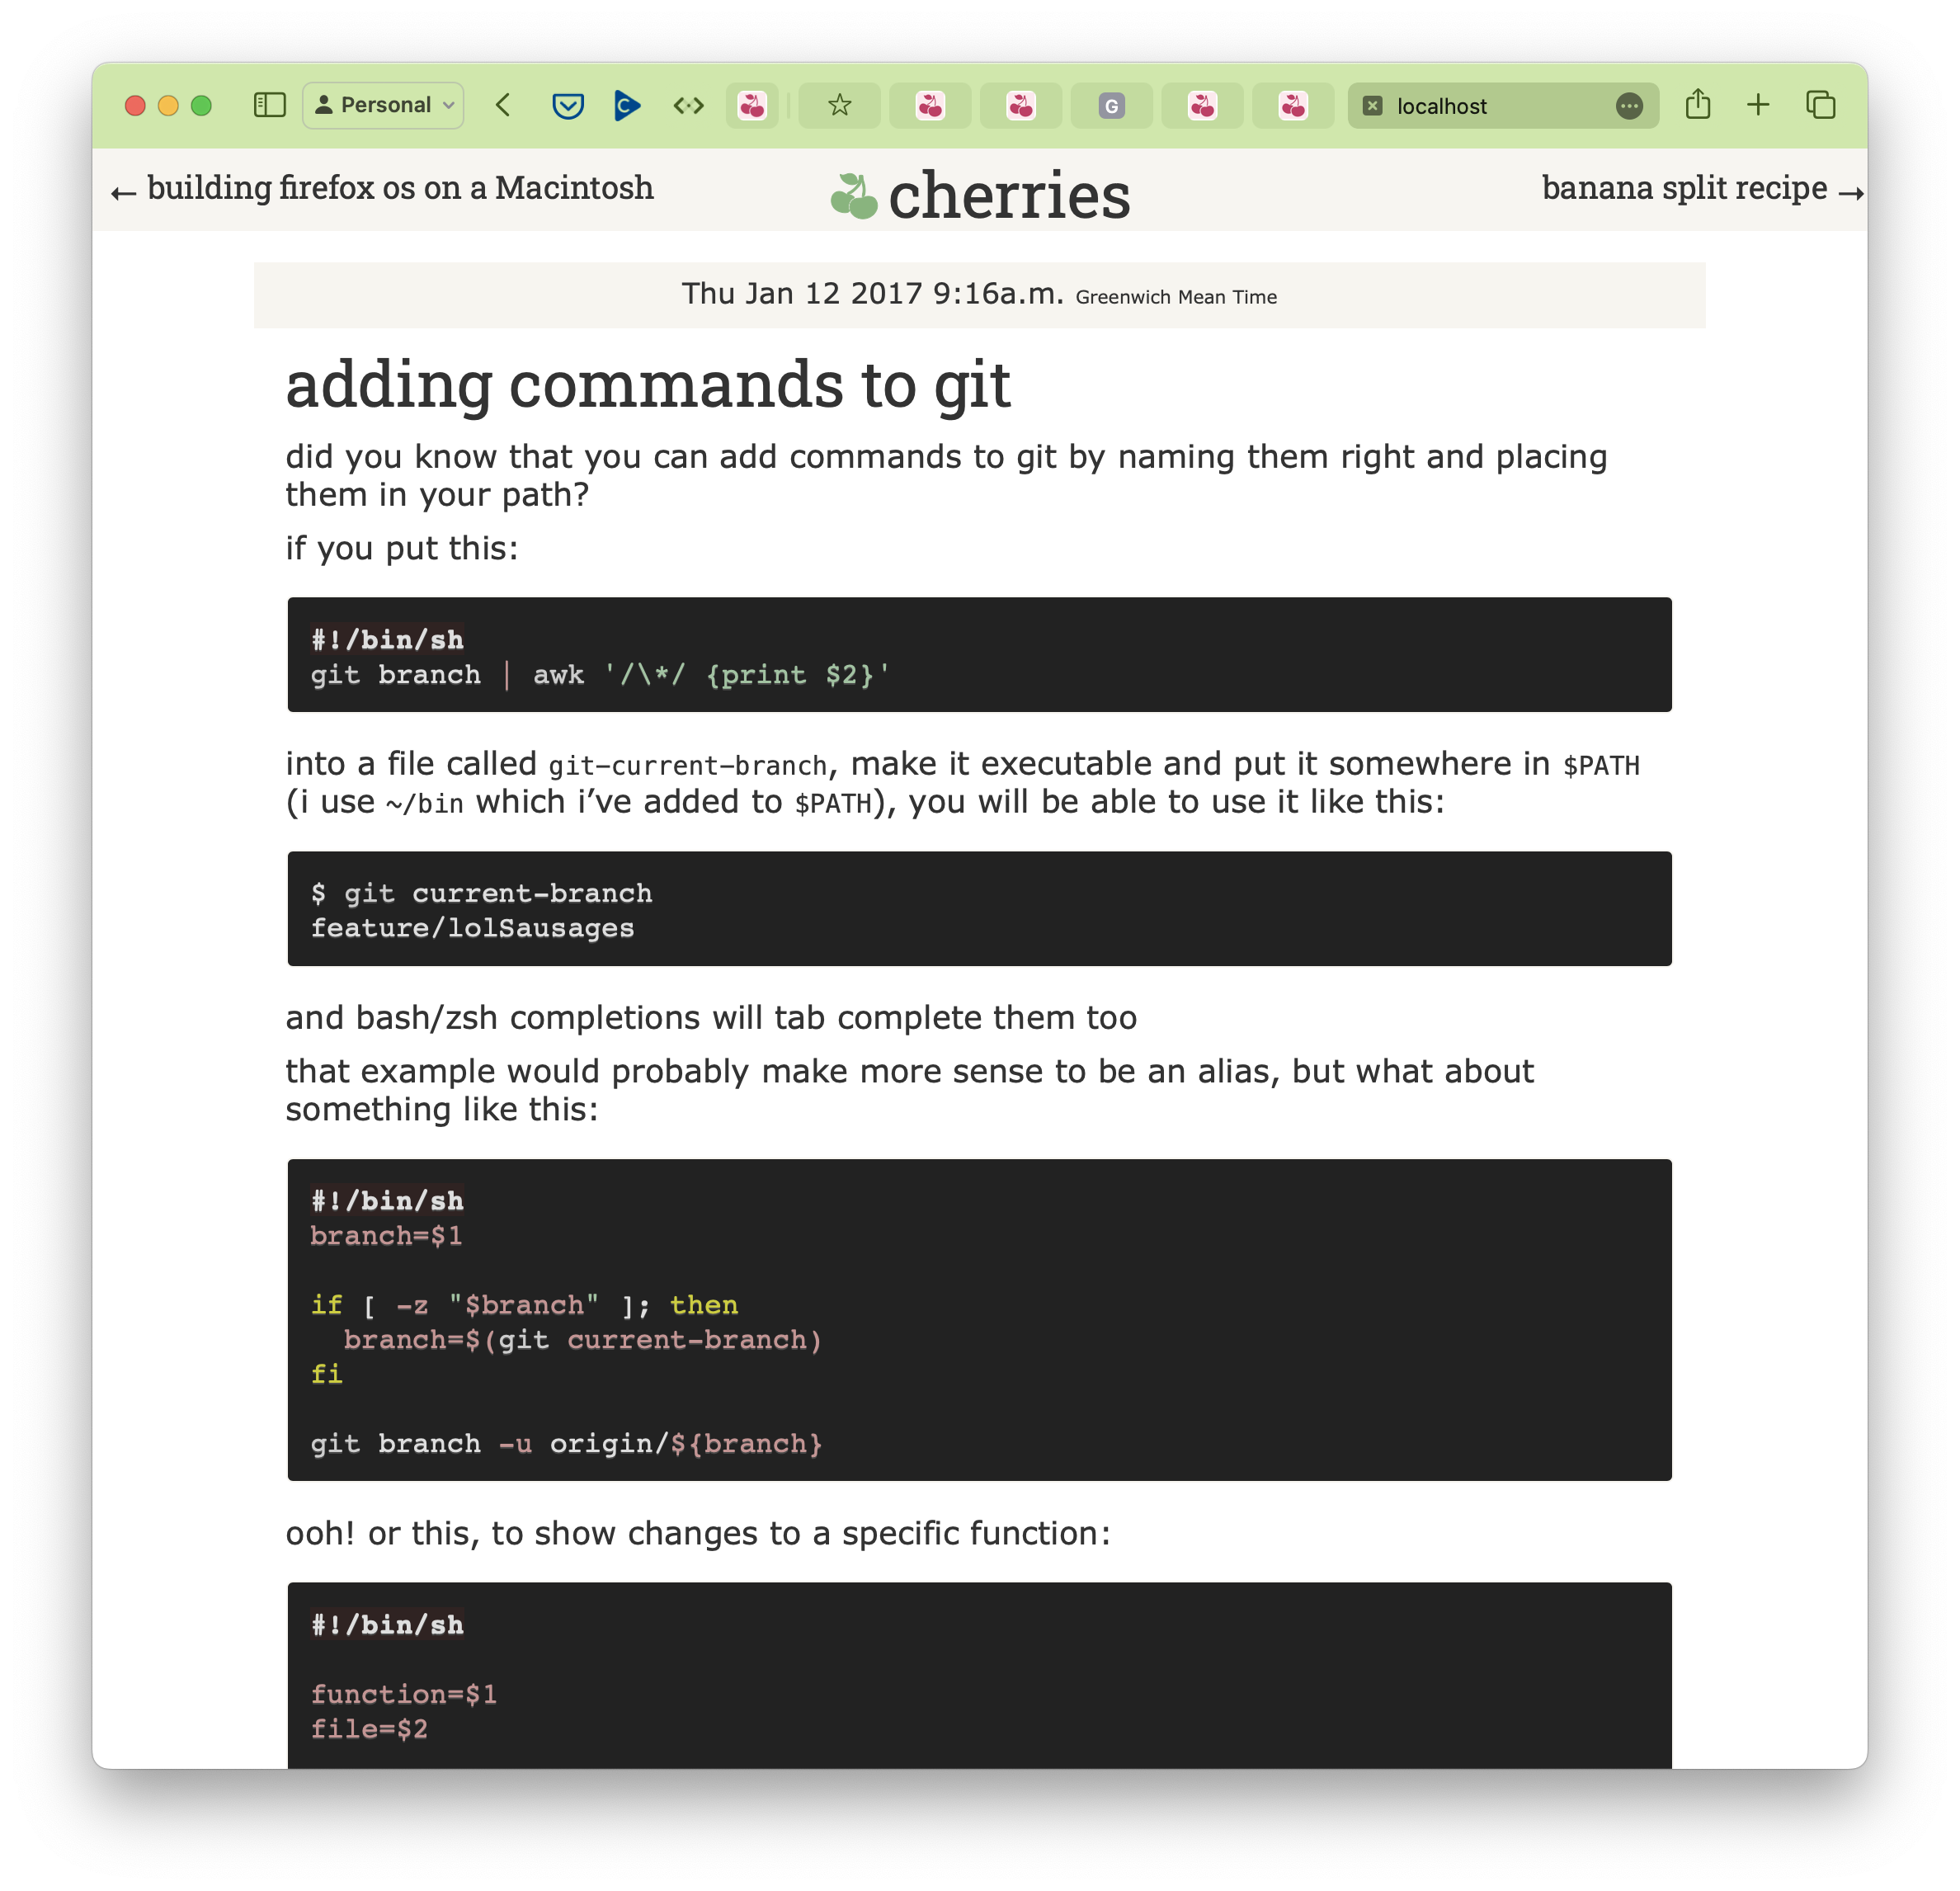 Personal
G
localhost
← building firefox os on a Macintosh
cherries
banana split recipe →
Thu Jan 12 2017 9:16a.m. Greenwich Mean Time
adding commands to git
did you know that you can add commands to git by naming them right and placing
them in your path?
if you put this:
#!/bin/sh
git branch | awk '/\*/ {print $2}'
into a file called git-current-branch, make it executable and put it somewhere in $PATH
(i use ~/bin which i’ve added to $PATH), you will be able to use it like this:
$ git current-branch
feature/lolSausages
and bash/zsh completions will tab complete them too
that example would probably make more sense to be an alias, but what about
something like this:
#!/bin/sh
branch=$1
if [ -z "$branch" ]; then
  branch=$(git current-branch)
fi
git branch -u origin/${branch}
ooh! or this, to show changes to a specific function:
#!/bin/sh
function=$1
file=$2